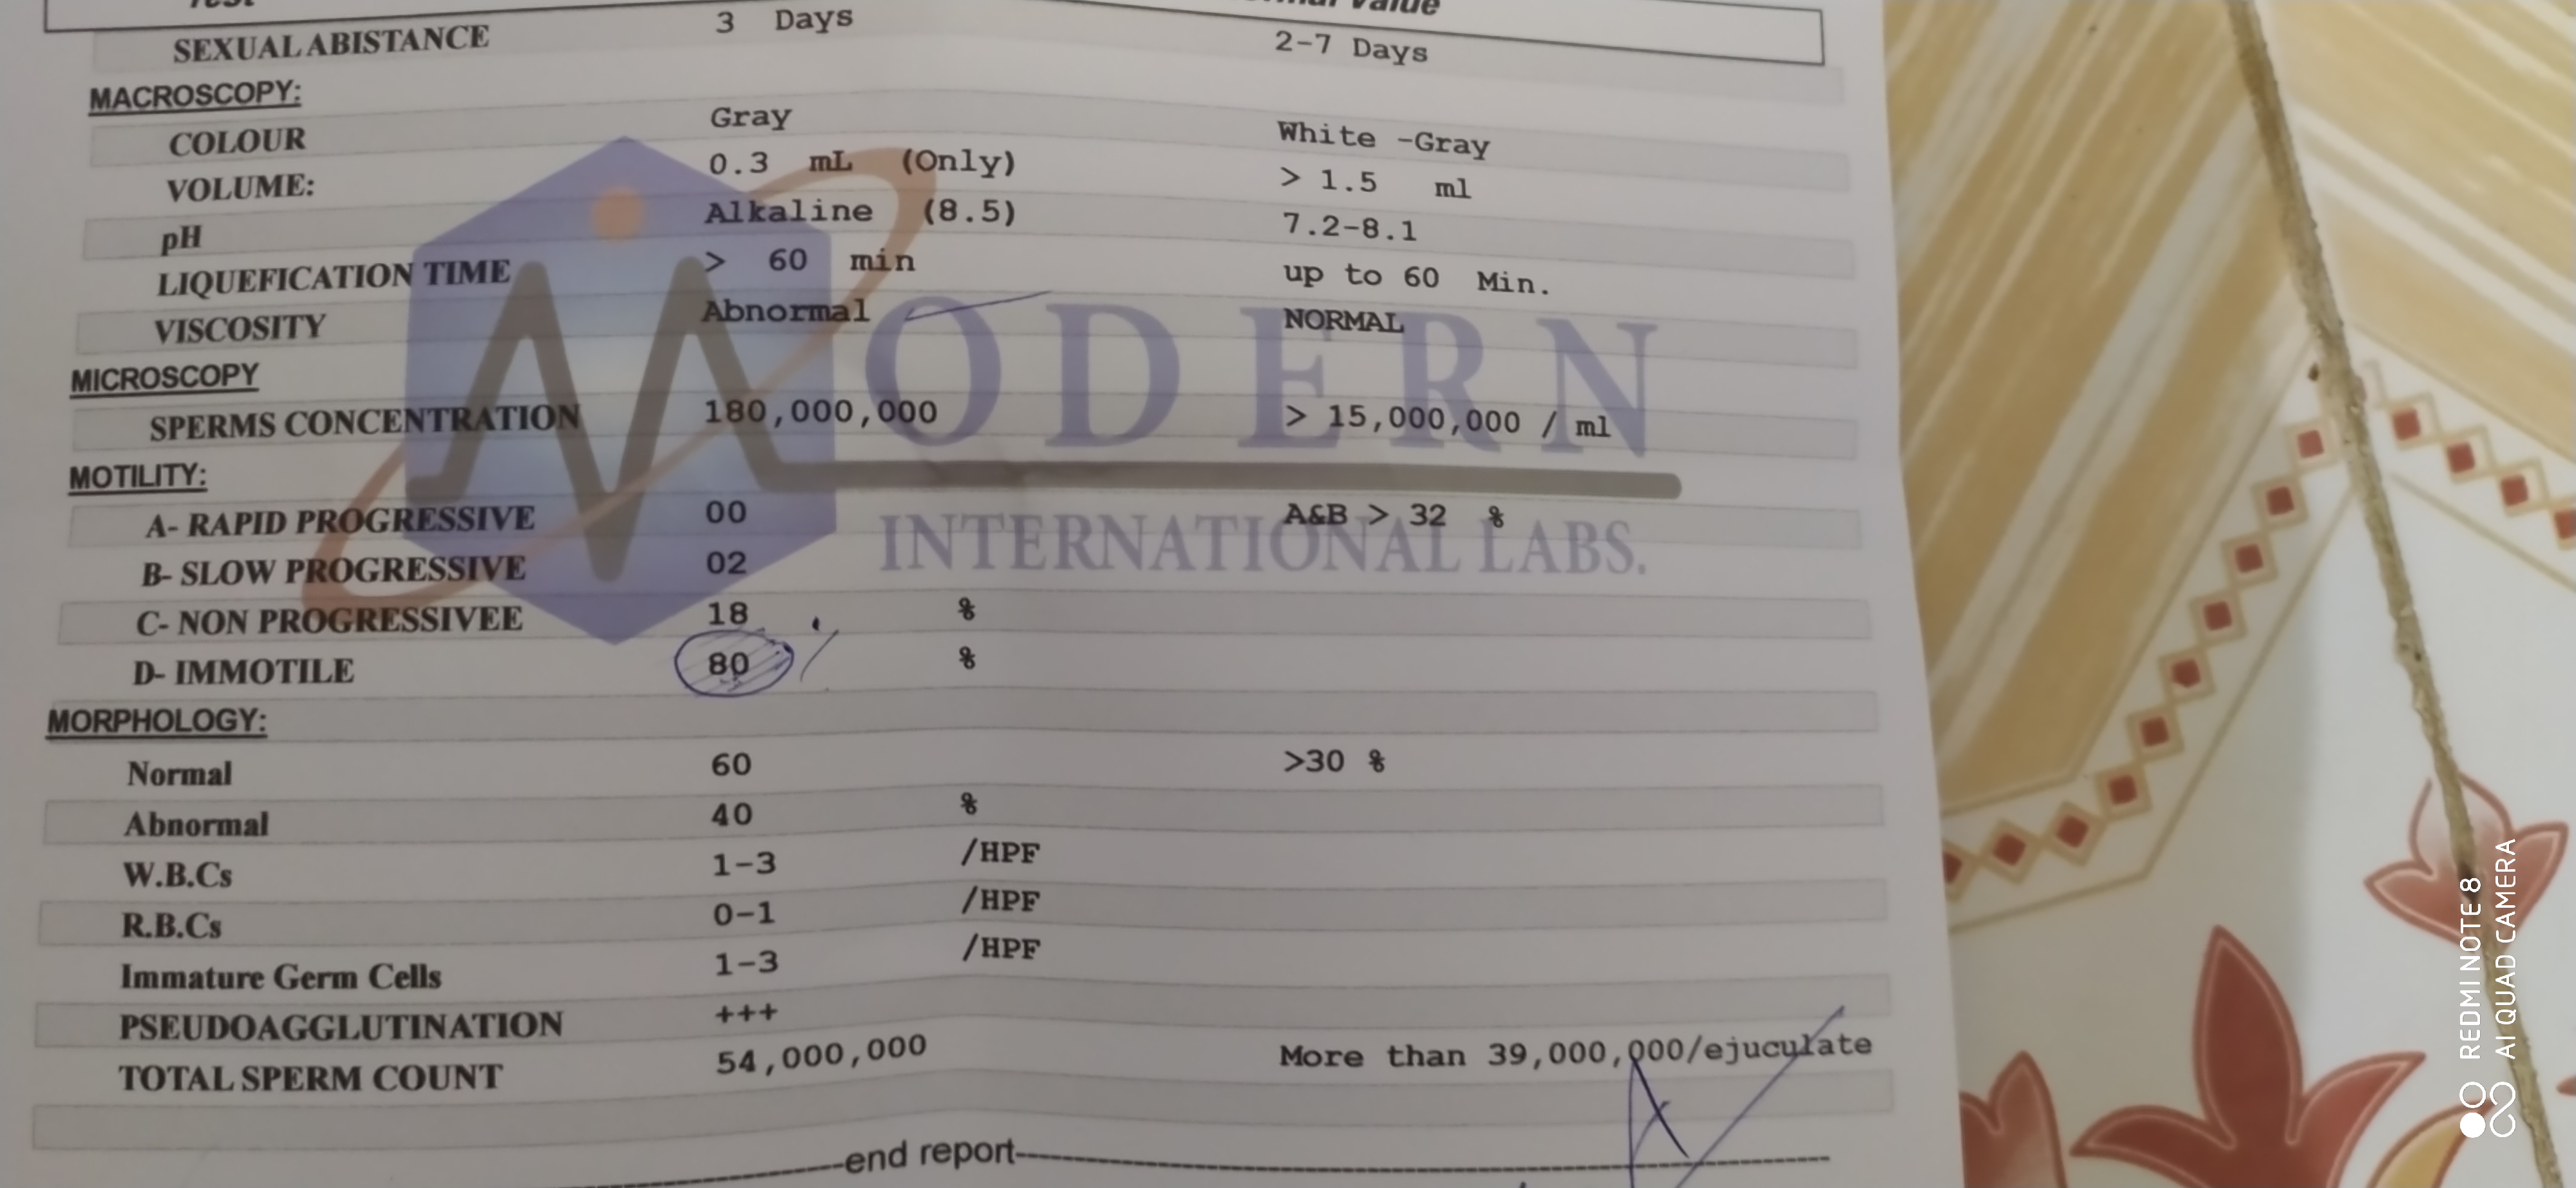 Test Normal Value
SEXUAL ABISTANCE 3 Days 2-7 Days
MACROSCOPY:
COLOUR Gray White -Gray
VOLUME: 0.3 mL (Only) > 1.5 ml
pH Alkaline (8.5) 7.2-8.1
LIQUEFICATION TIME > 60 min up to 60 Min.
VISCOSITY Abnormal NORMAL
MICROSCOPY
SPERMS CONCENTRATION 180,000,000 > 15,000,000 / ml
MOTILITY:
A- RAPID PROGRESSIVE 00 A&B > 32 %
B- SLOW PROGRESSIVE 02
C- NON PROGRESSIVEE 18 %
D- IMMOTILE 80 %
MORPHOLOGY:
Normal 60 >30 %
Abnormal 40 %
W.B.Cs 1-3 /HPF
R.B.Cs 0-1 /HPF
Immature Germ Cells 1-3 /HPF
PSEUDOAGGLUTINATION +++
TOTAL SPERM COUNT 54,000,000 More than 39,000,000/ejuculate
end report
MODERN
INTERNATIONAL LABS.
REDMI NOTE 8
AI QUAD CAMERA